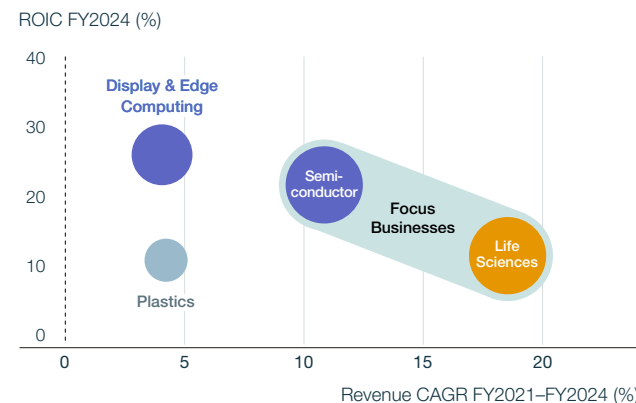 ROIC FY2024 (%)
40
30
20
10
0
Display & Edge
Computing
Semi-
conductor
Focus
Businesses
Life
Sciences
Plastics
0
5
10
15
20
Revenue CAGR FY2021–FY2024 (%)